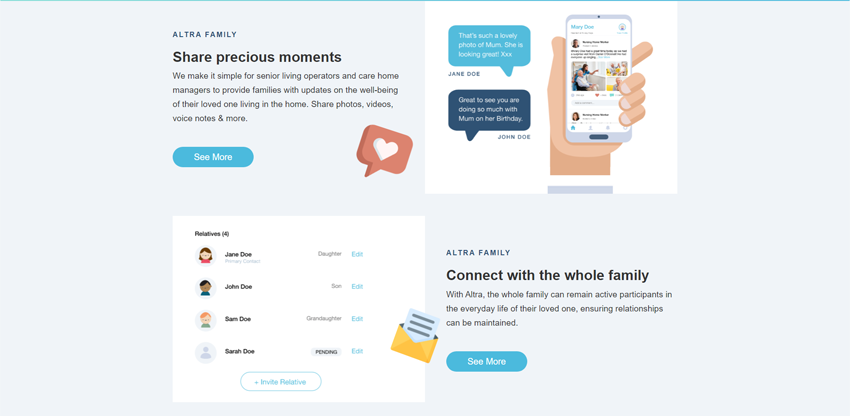 ALTRA FAMILY
Share precious moments
We make it simple for senior living operators and care home
managers to provide families with updates on the well-being
of their loved one living in the home. Share photos, videos,
voice notes & more.
See More
That's such a lovely
photo of Mum. She is
looking great! Xxx
JANE DOE
Great to see you are
doing so much with
Mum on her Birthday.
JOHN DOE
Mary Doe
Relatives (4)
Jane Doe
Primary Contact
Daughter
Edit
John Doe
Son
Edit
Sam Doe
Grandaughter
Edit
Sarah Doe
PENDING
Edit
+ Invite Relative
ALTRA FAMILY
Connect with the whole family
With Altra, the whole family can remain active participants in
the everyday life of their loved one, ensuring relationships
can be maintained.
See More